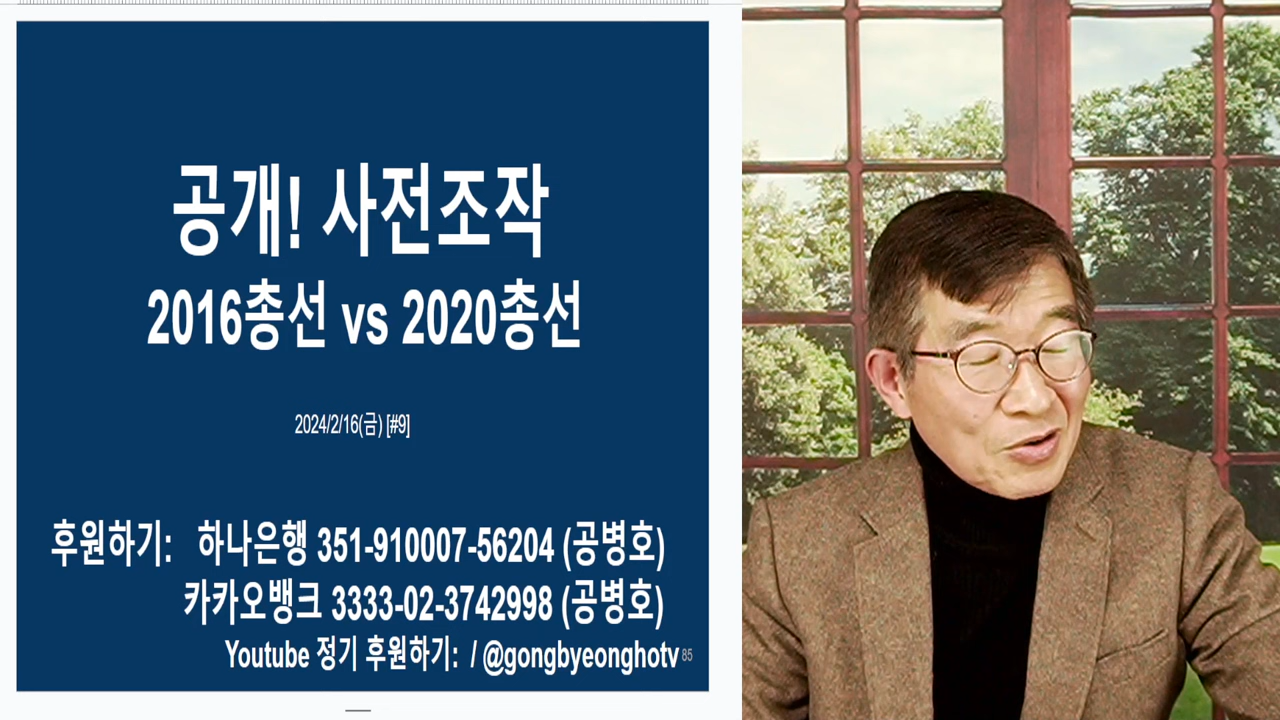 공개! 사전조작
2016총선 vs 2020총선
2024/2/16(금) [#9]
후원하기: 하나은행 351-910007-56204 (공병호)
카카오뱅크 3333-02-3742998 (공병호)
Youtube 정기 후원하기: / @gongbyeonghotv 85